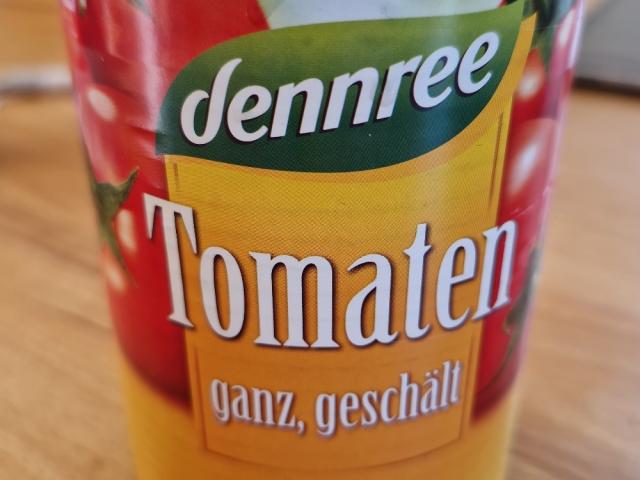 dennree
Tomaten
ganz, geschält